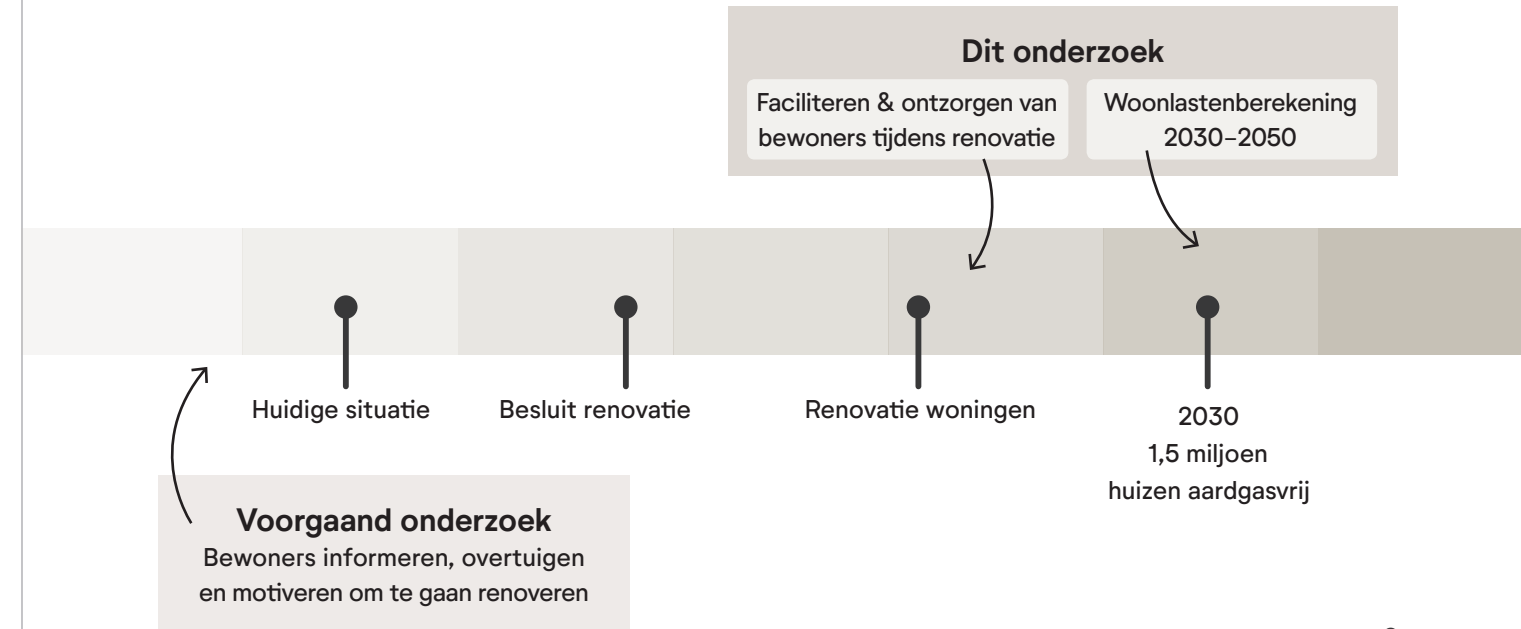 Dit onderzoek
Faciliteren & ontzorgen van
bewoners tijdens renovatie
Woonlastenberekening
2030–2050
Huidige situatie
Besluit renovatie
Renovatie woningen
2030
1,5 miljoen
huizen aardgasvrij
Voorgaand onderzoek
Bewoners informeren, overtuigen
en motiveren om te gaan renoveren